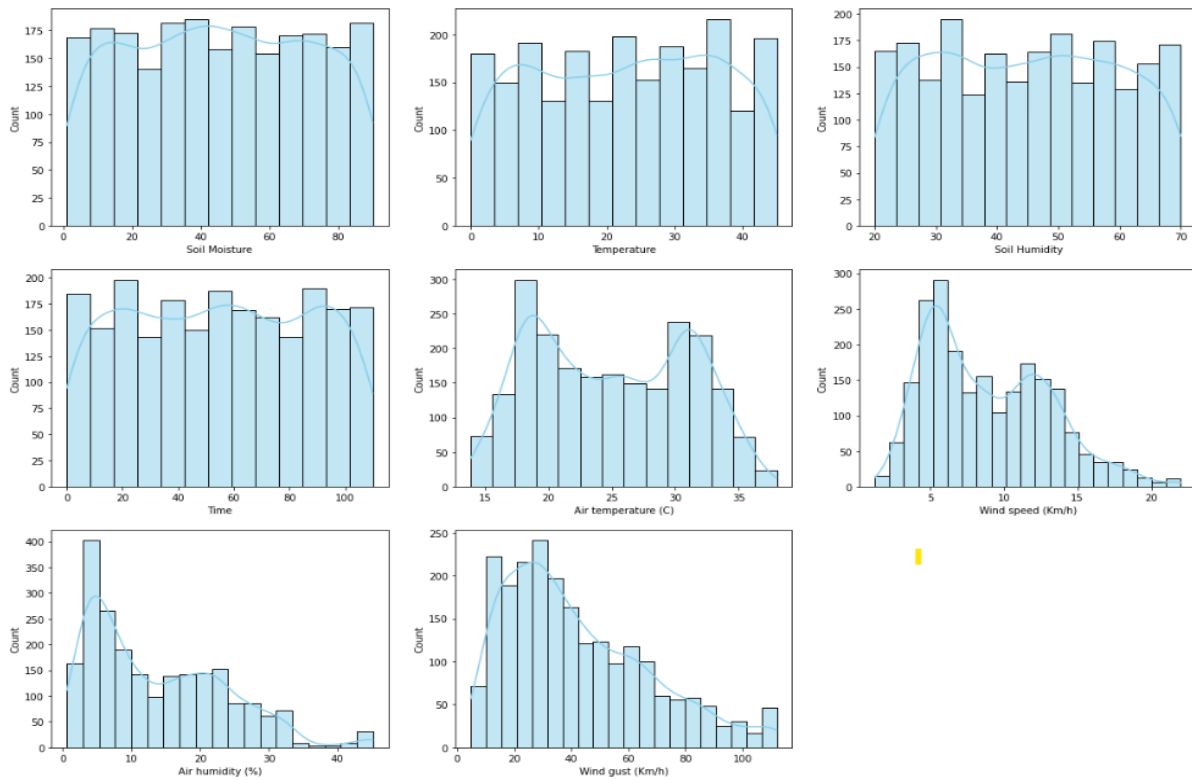 175
150
125
100
75
50
25
0
Count
0 20 40 60 80
Soil Moisture
200
150
100
50
0
Count
0 10 20 30 40
Temperature
200
175
150
125
100
75
50
25
0
Count
20 30 40 50 60 70
Soil Humidity
200
175
150
125
100
75
50
25
0
Count
0 20 40 60 80 100
Time
300
250
200
150
100
50
0
Count
15 20 25 30 35
Air temperature (C)
300
250
200
150
100
50
0
Count
5 10 15 20
Wind speed (Km/h)
400
350
300
250
200
150
100
50
0
Count
0 10 20 30 40
Air humidity (%)
250
200
150
100
50
0
Count
20 40 60 80 100
Wind gust (Km/h)